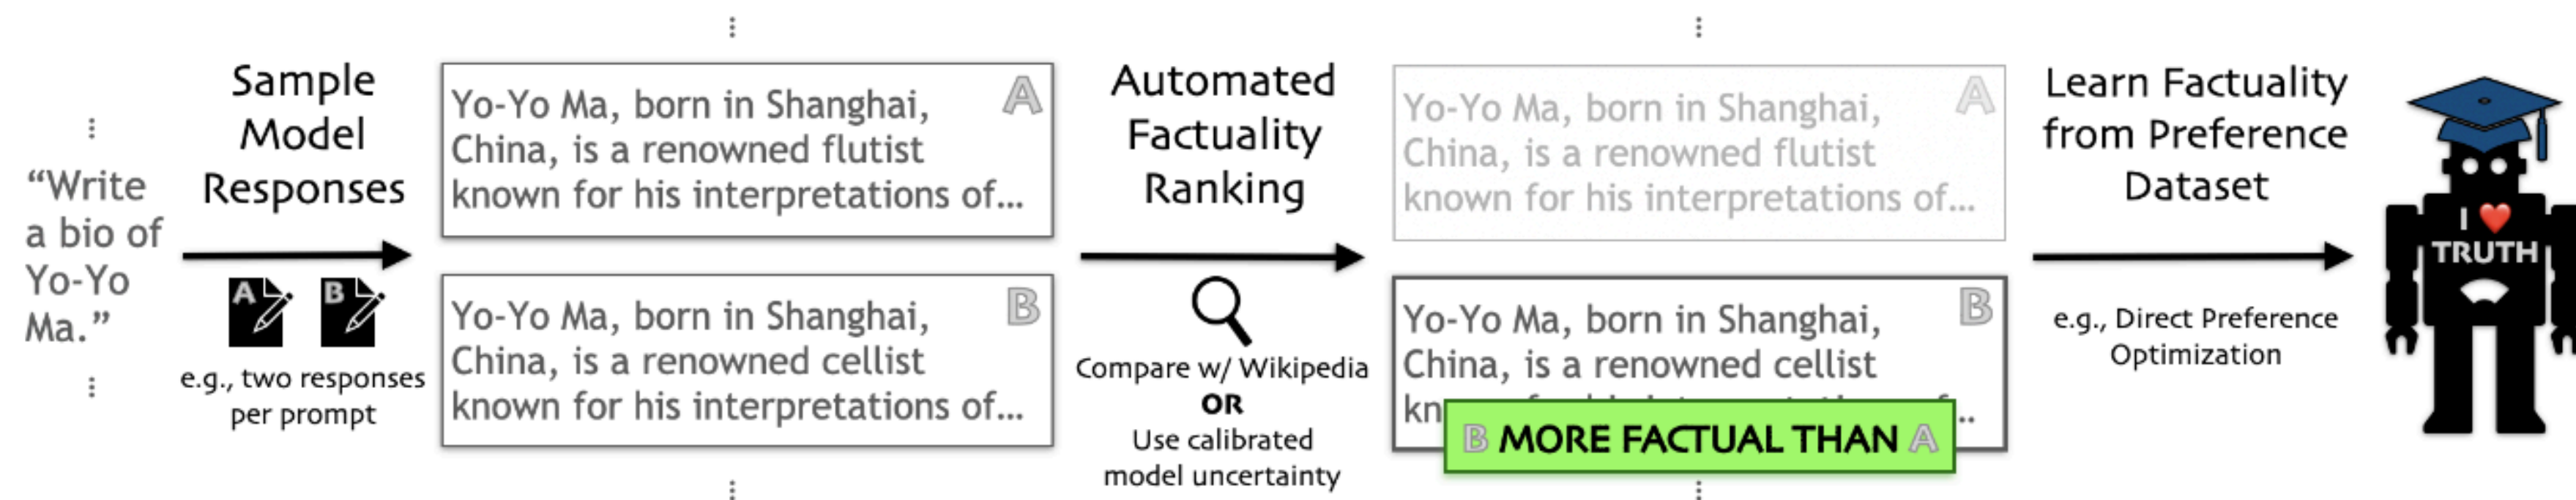 “Write
a bio of
Yo-Yo
Ma.”
Sample
Model
Responses
A B
e.g., two responses
per prompt
Yo-Yo Ma, born in Shanghai, A
China, is a renowned flutist
known for his interpretations of...
Yo-Yo Ma, born in Shanghai, B
China, is a renowned cellist
known for his interpretations of...
Automated
Factuality
Ranking
Compare w/ Wikipedia
OR
Use calibrated
model uncertainty
Yo-Yo Ma, born in Shanghai, A
China, is a renowned flutist
known for his interpretations of...
Yo-Yo Ma, born in Shanghai, B
China, is a renowned cellist
B MORE FACTUAL THAN A
Learn Factuality
from Preference
Dataset
e.g., Direct Preference
Optimization
I ❤️
TRUTH